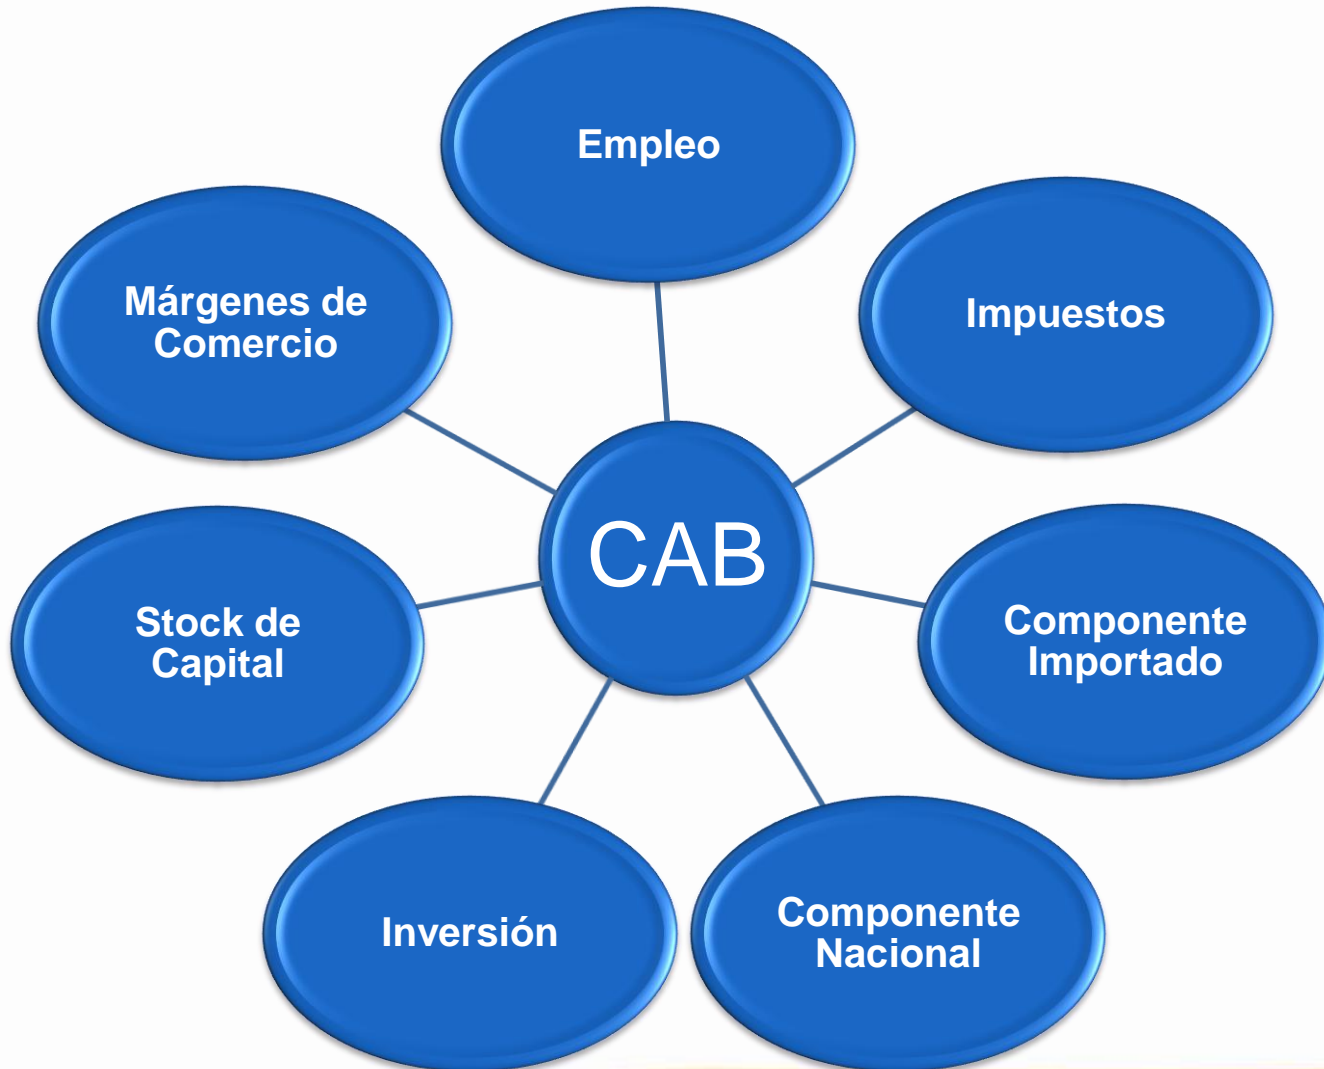 Empleo
Impuestos
Márgenes de
Comercio
CAB
Stock de
Capital
Componente
Importado
Inversión
Componente
Nacional